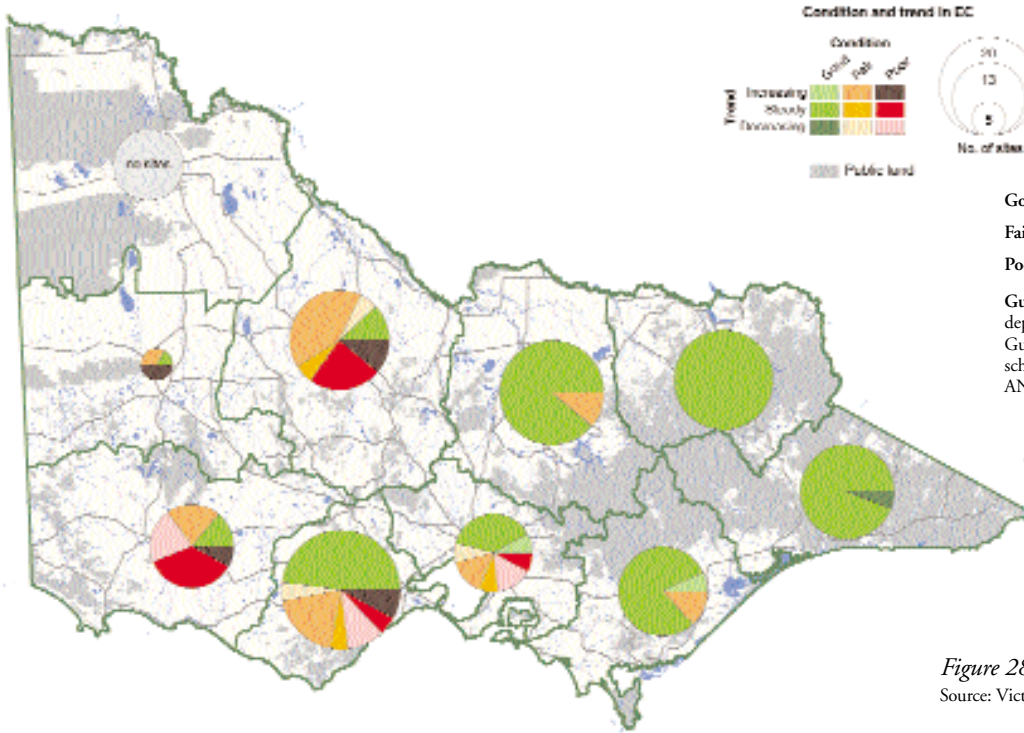 Condition and trend in EC
Condition
Good Fair Poor
Trend
Increasing
Steady
Decreasing
20
13
5
No. of sites
Public land
no sites
Go
Fai
Po
Gu
dep
Gu
sch
AN
Figure 28
Source: Vict